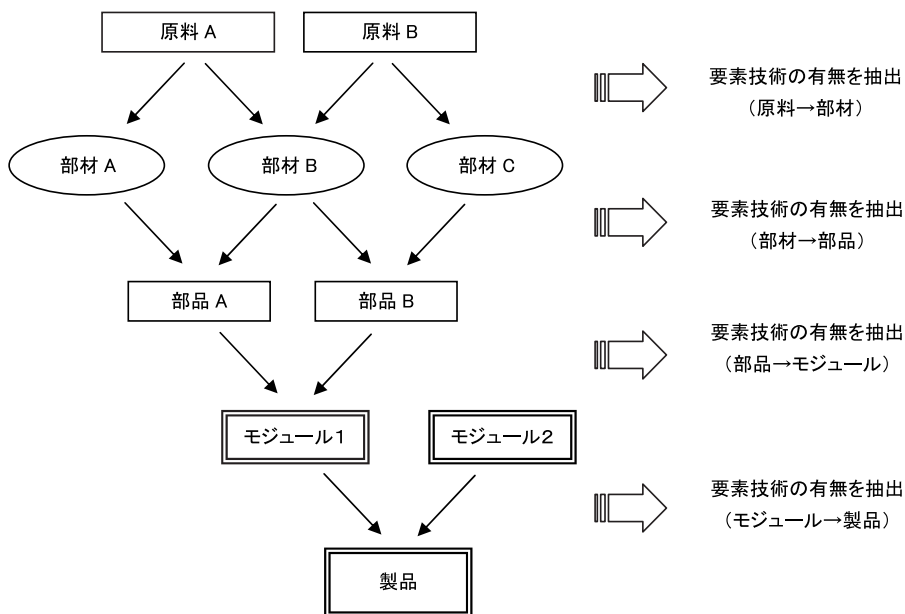 原料 A
原料 B
要素技術の有無を抽出
（原料→部材）
部材 A
部材 B
部材 C
要素技術の有無を抽出
（部材→部品）
部品 A
部品 B
要素技術の有無を抽出
（部品→モジュール）
モジュール１
モジュール２
要素技術の有無を抽出
（モジュール→製品）
製品